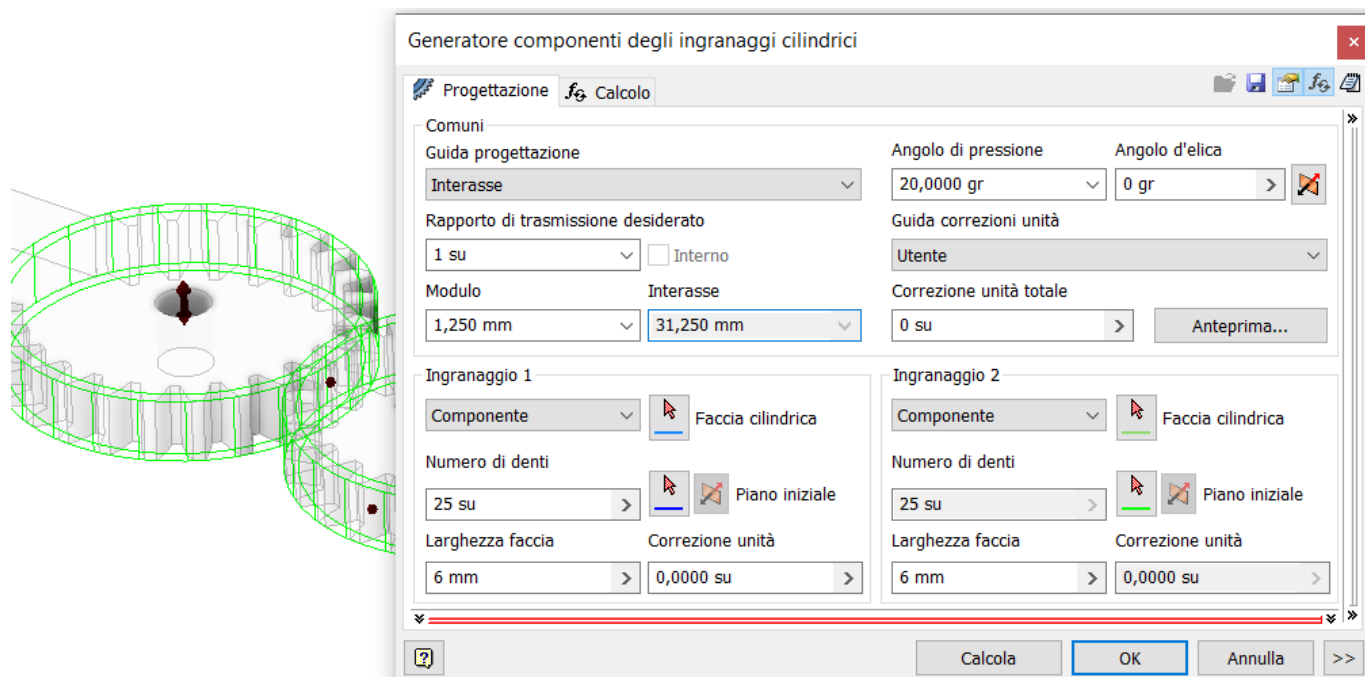 Generatore componenti degli ingranaggi cilindrici
Progettazione
Calcolo
Comuni
Guida progettazione
Angolo di pressione
Angolo d'elica
Interasse
20,0000 gr
0 gr
Rapporto di trasmissione desiderato
Guida correzioni unità
1 su
Interno
Utente
Modulo
Interasse
Correzione unità totale
1,250 mm
31,250 mm
0 su
Anteprima...
Ingranaggio 1
Componente
Faccia cilindrica
Numero di denti
25 su
Piano iniziale
Larghezza faccia
Correzione unità
6 mm
0,0000 su
Ingranaggio 2
Componente
Faccia cilindrica
Numero di denti
25 su
Piano iniziale
Larghezza faccia
Correzione unità
6 mm
0,0000 su
Calcola
OK
Annulla
>>